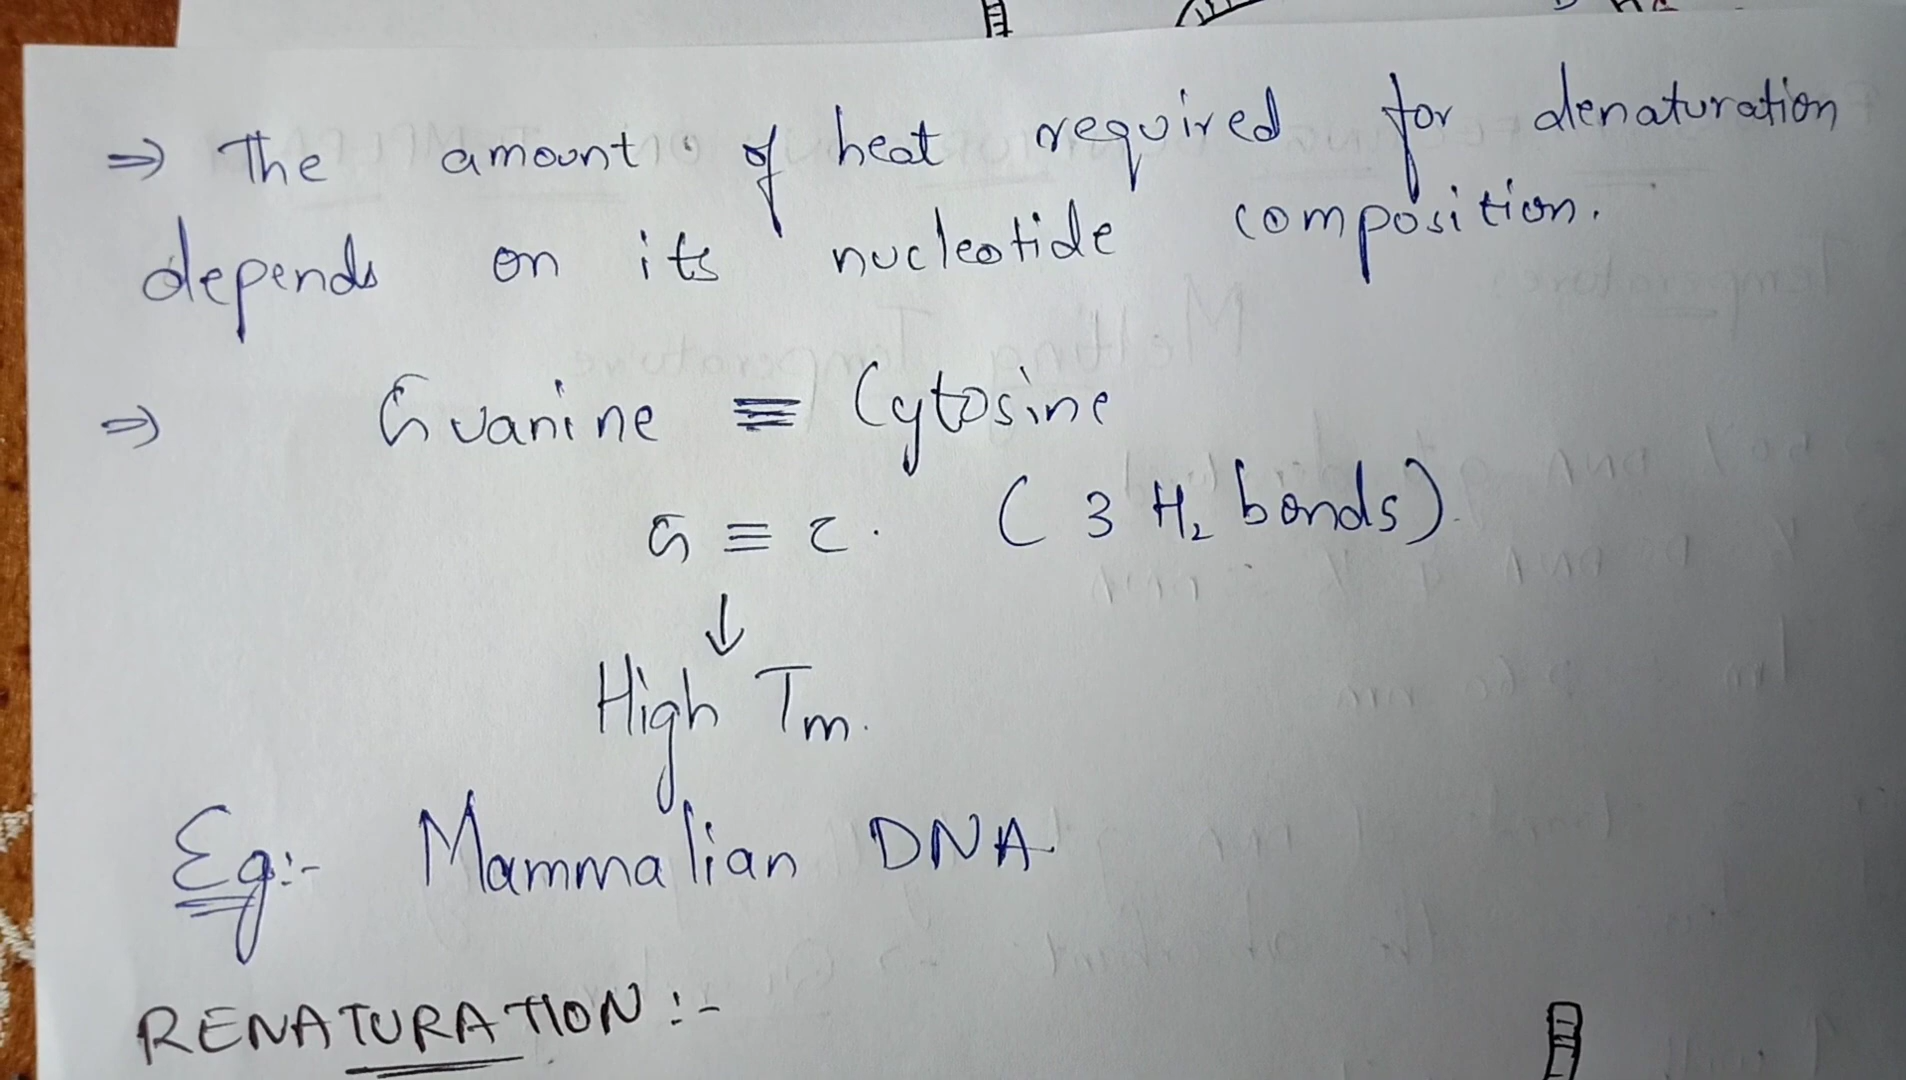 ⇒ The amount of heat required for denaturation
depends on its nucleotide composition.
⇒ Guanine ≡ Cytosine
G ≡ C. (3 H₂ bonds)
↓
High Tm.
Eg:- Mammalian DNA
RENATURATION :-